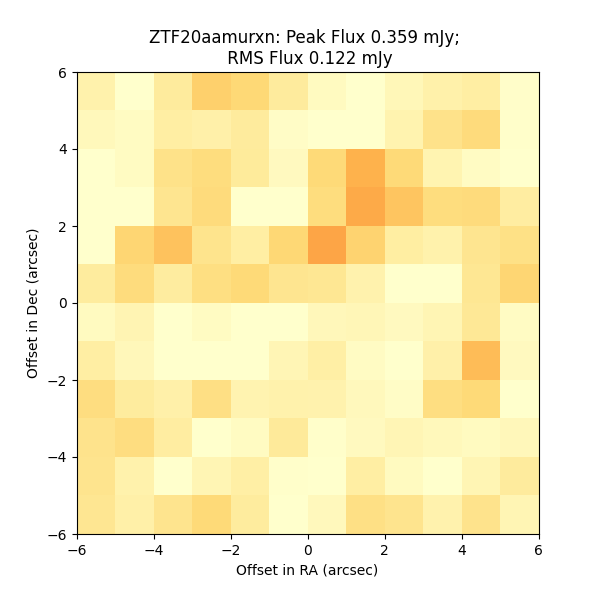 ZTF20aamurxn: Peak Flux 0.359 mJy;
RMS Flux 0.122 mJy
6
4
2
0
−2
−4
−6
Offset in Dec (arcsec)
−6 −4 −2 0 2 4 6
Offset in RA (arcsec)